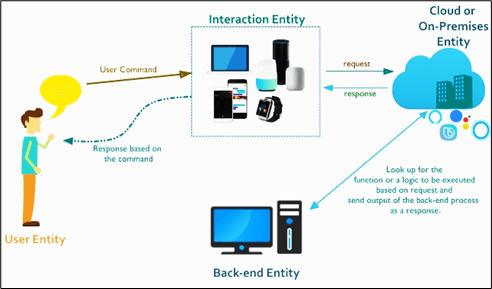 Interaction Entity
Cloud or
On-Premises
Entity
User Command
request
response
Response based on
the command
Look up for the
function or a logic to be executed
based on request and
send output of the back-end process
as a response.
User Entity
Back-end Entity